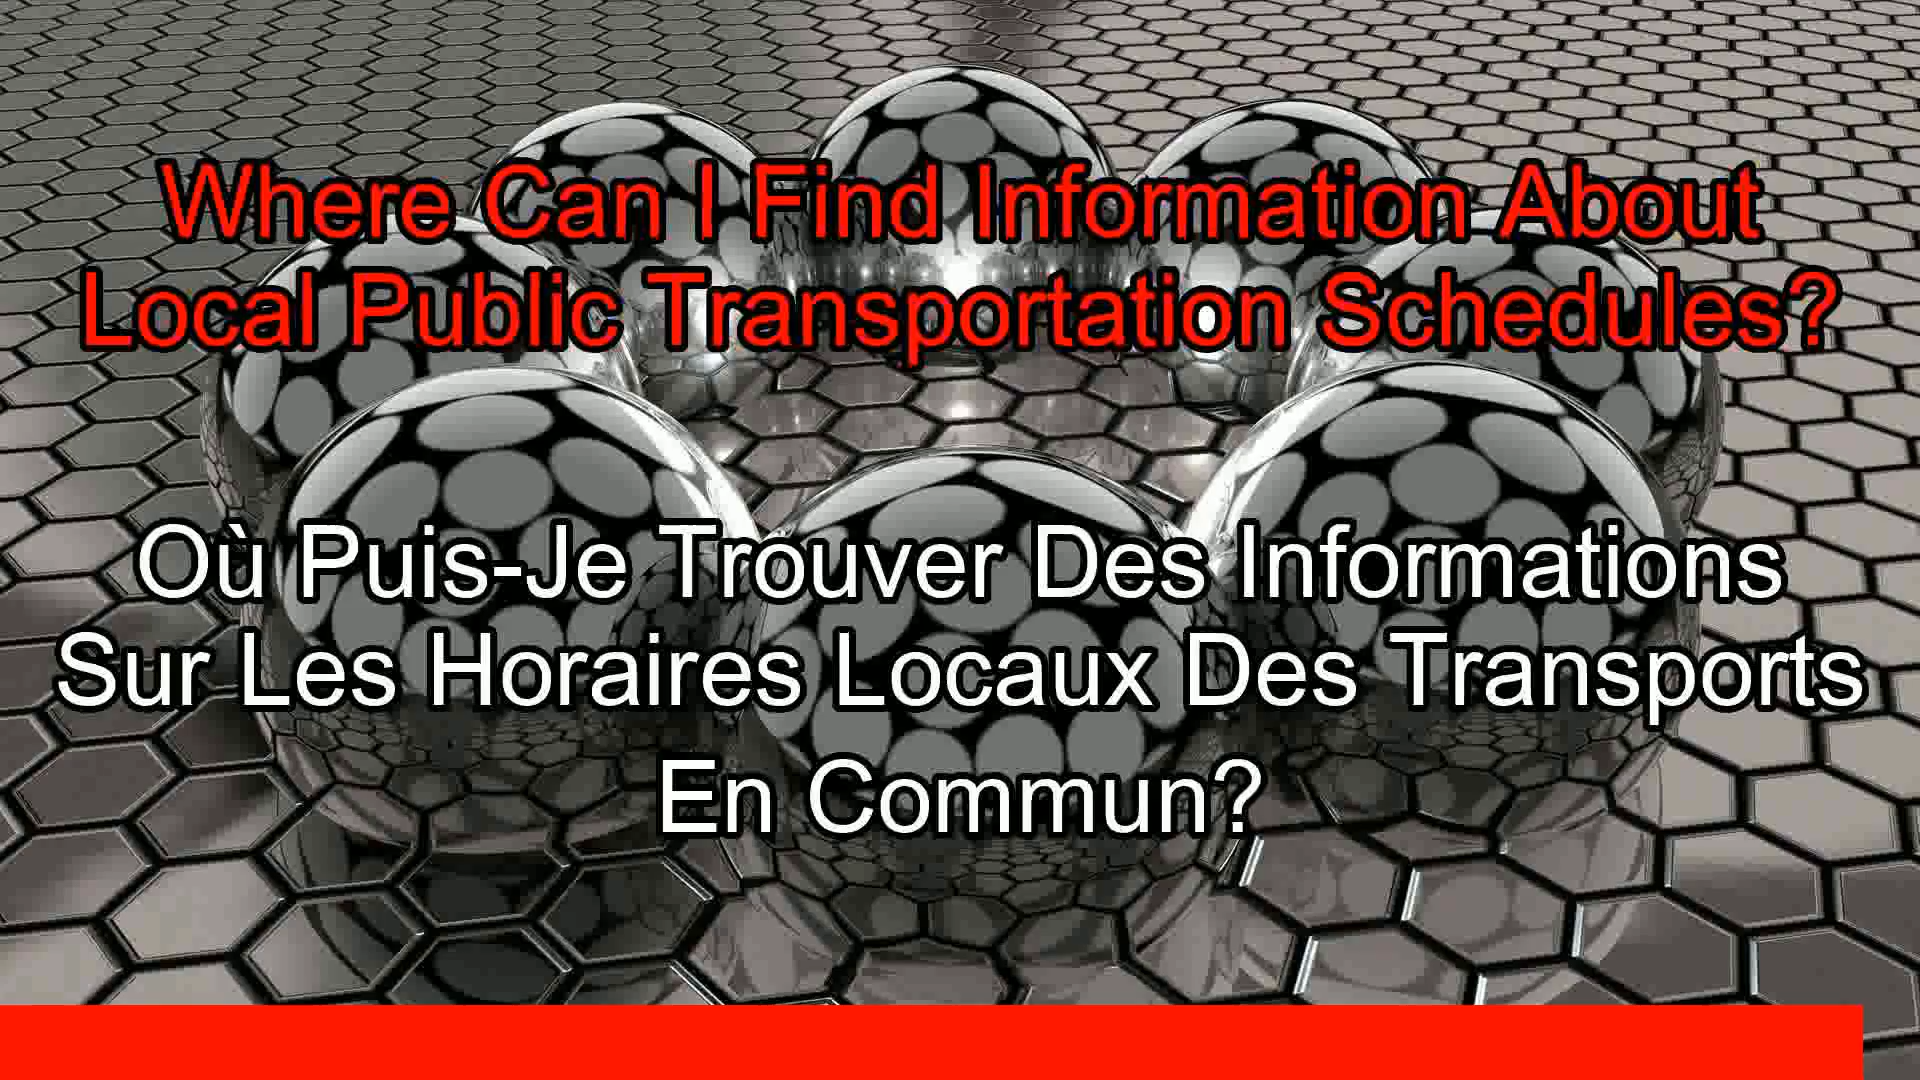 Where Can I Find Information About
Local Public Transportation Schedules?
Où Puis-Je Trouver Des Informations
Sur Les Horaires Locaux Des Transports
En Commun?